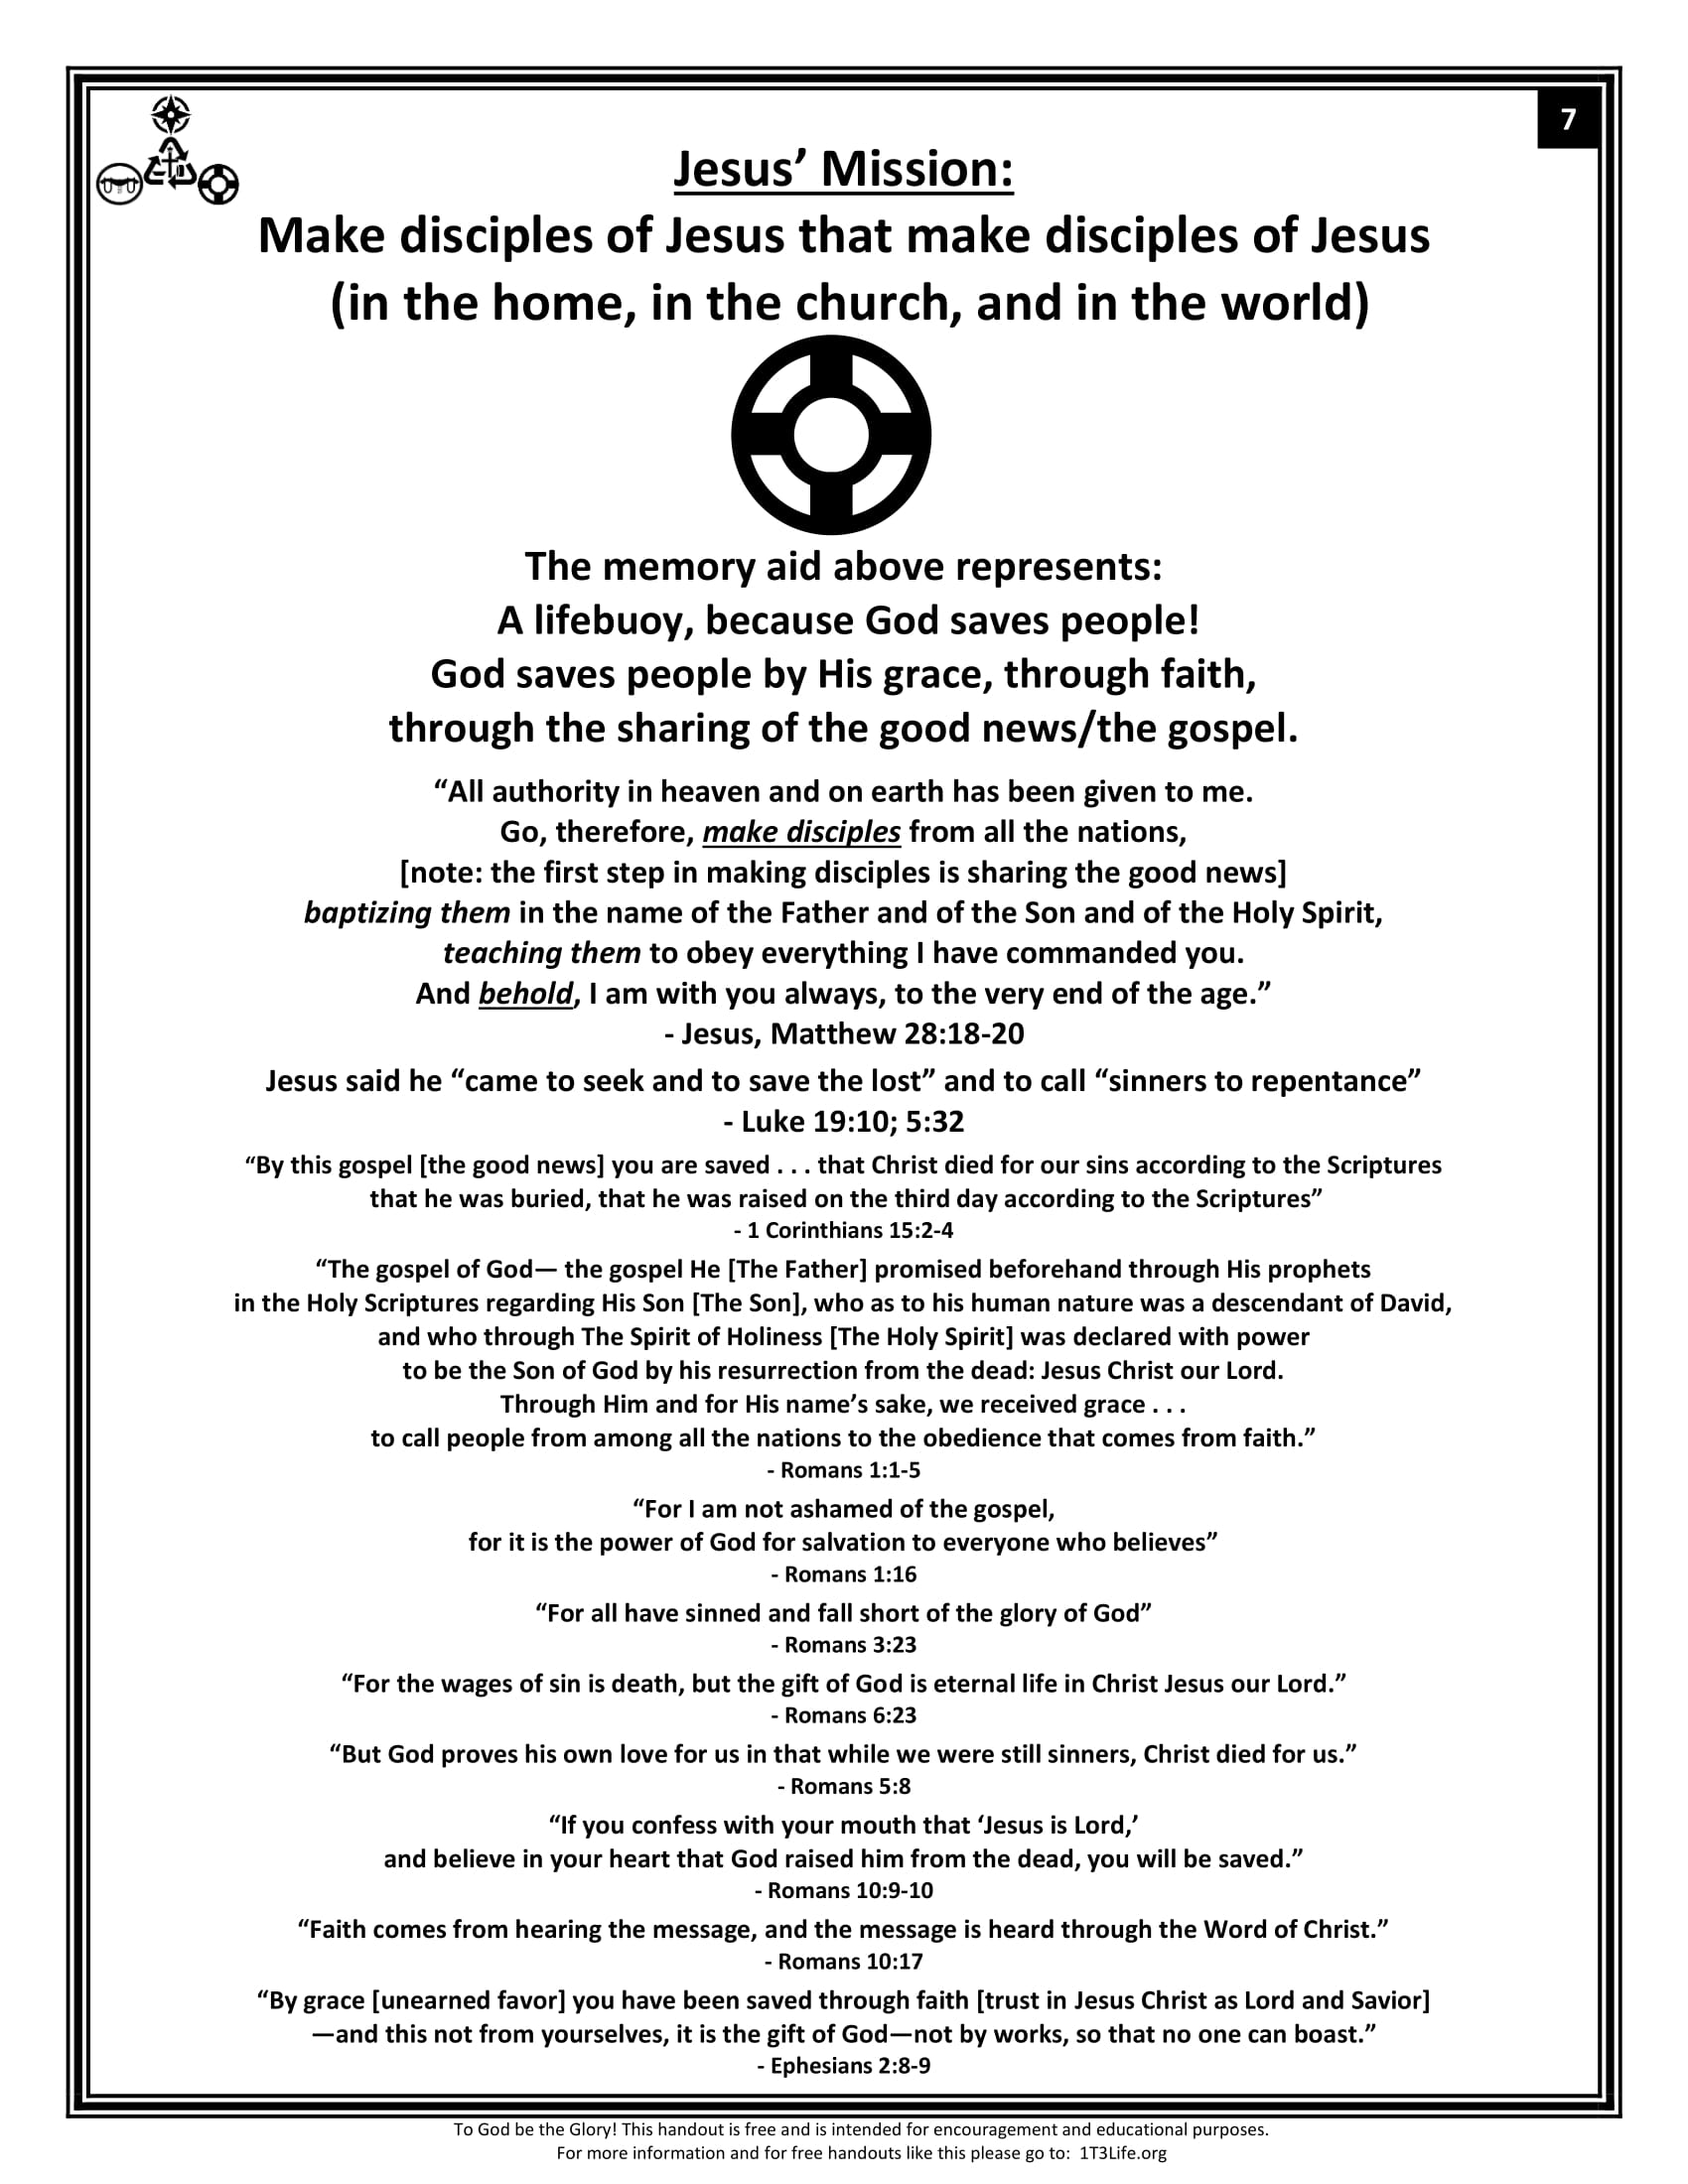 7
Jesus’ Mission:
Make disciples of Jesus that make disciples of Jesus
(in the home, in the church, and in the world)
The memory aid above represents:
A lifebuoy, because God saves people!
God saves people by His grace, through faith,
through the sharing of the good news/the gospel.
“All authority in heaven and on earth has been given to me.
Go, therefore, make disciples from all the nations,
[note: the first step in making disciples is sharing the good news]
baptizing them in the name of the Father and of the Son and of the Holy Spirit,
teaching them to obey everything I have commanded you.
And behold, I am with you always, to the very end of the age.”
- Jesus, Matthew 28:18-20
Jesus said he “came to seek and to save the lost” and to call “sinners to repentance”
- Luke 19:10; 5:32
“By this gospel [the good news] you are saved . . . that Christ died for our sins according to the Scriptures
that he was buried, that he was raised on the third day according to the Scriptures”
- 1 Corinthians 15:2-4
“The gospel of God— the gospel He [The Father] promised beforehand through His prophets
in the Holy Scriptures regarding His Son [The Son], who as to his human nature was a descendant of David,
and who through The Spirit of Holiness [The Holy Spirit] was declared with power
to be the Son of God by his resurrection from the dead: Jesus Christ our Lord.
Through Him and for His name’s sake, we received grace . . .
to call people from among all the nations to the obedience that comes from faith.”
- Romans 1:1-5
“For I am not ashamed of the gospel,
for it is the power of God for salvation to everyone who believes”
- Romans 1:16
“For all have sinned and fall short of the glory of God”
- Romans 3:23
“For the wages of sin is death, but the gift of God is eternal life in Christ Jesus our Lord.”
- Romans 6:23
“But God proves his own love for us in that while we were still sinners, Christ died for us.”
- Romans 5:8
“If you confess with your mouth that ‘Jesus is Lord,’
and believe in your heart that God raised him from the dead, you will be saved.”
- Romans 10:9-10
“Faith comes from hearing the message, and the message is heard through the Word of Christ.”
- Romans 10:17
“By grace [unearned favor] you have been saved through faith [trust in Jesus Christ as Lord and Savior]
—and this not from yourselves, it is the gift of God—not by works, so that no one can boast.”
- Ephesians 2:8-9
To God be the Glory! This handout is free and is intended for encouragement and educational purposes.
For more information and for free handouts like this please go to: 1T3Life.org